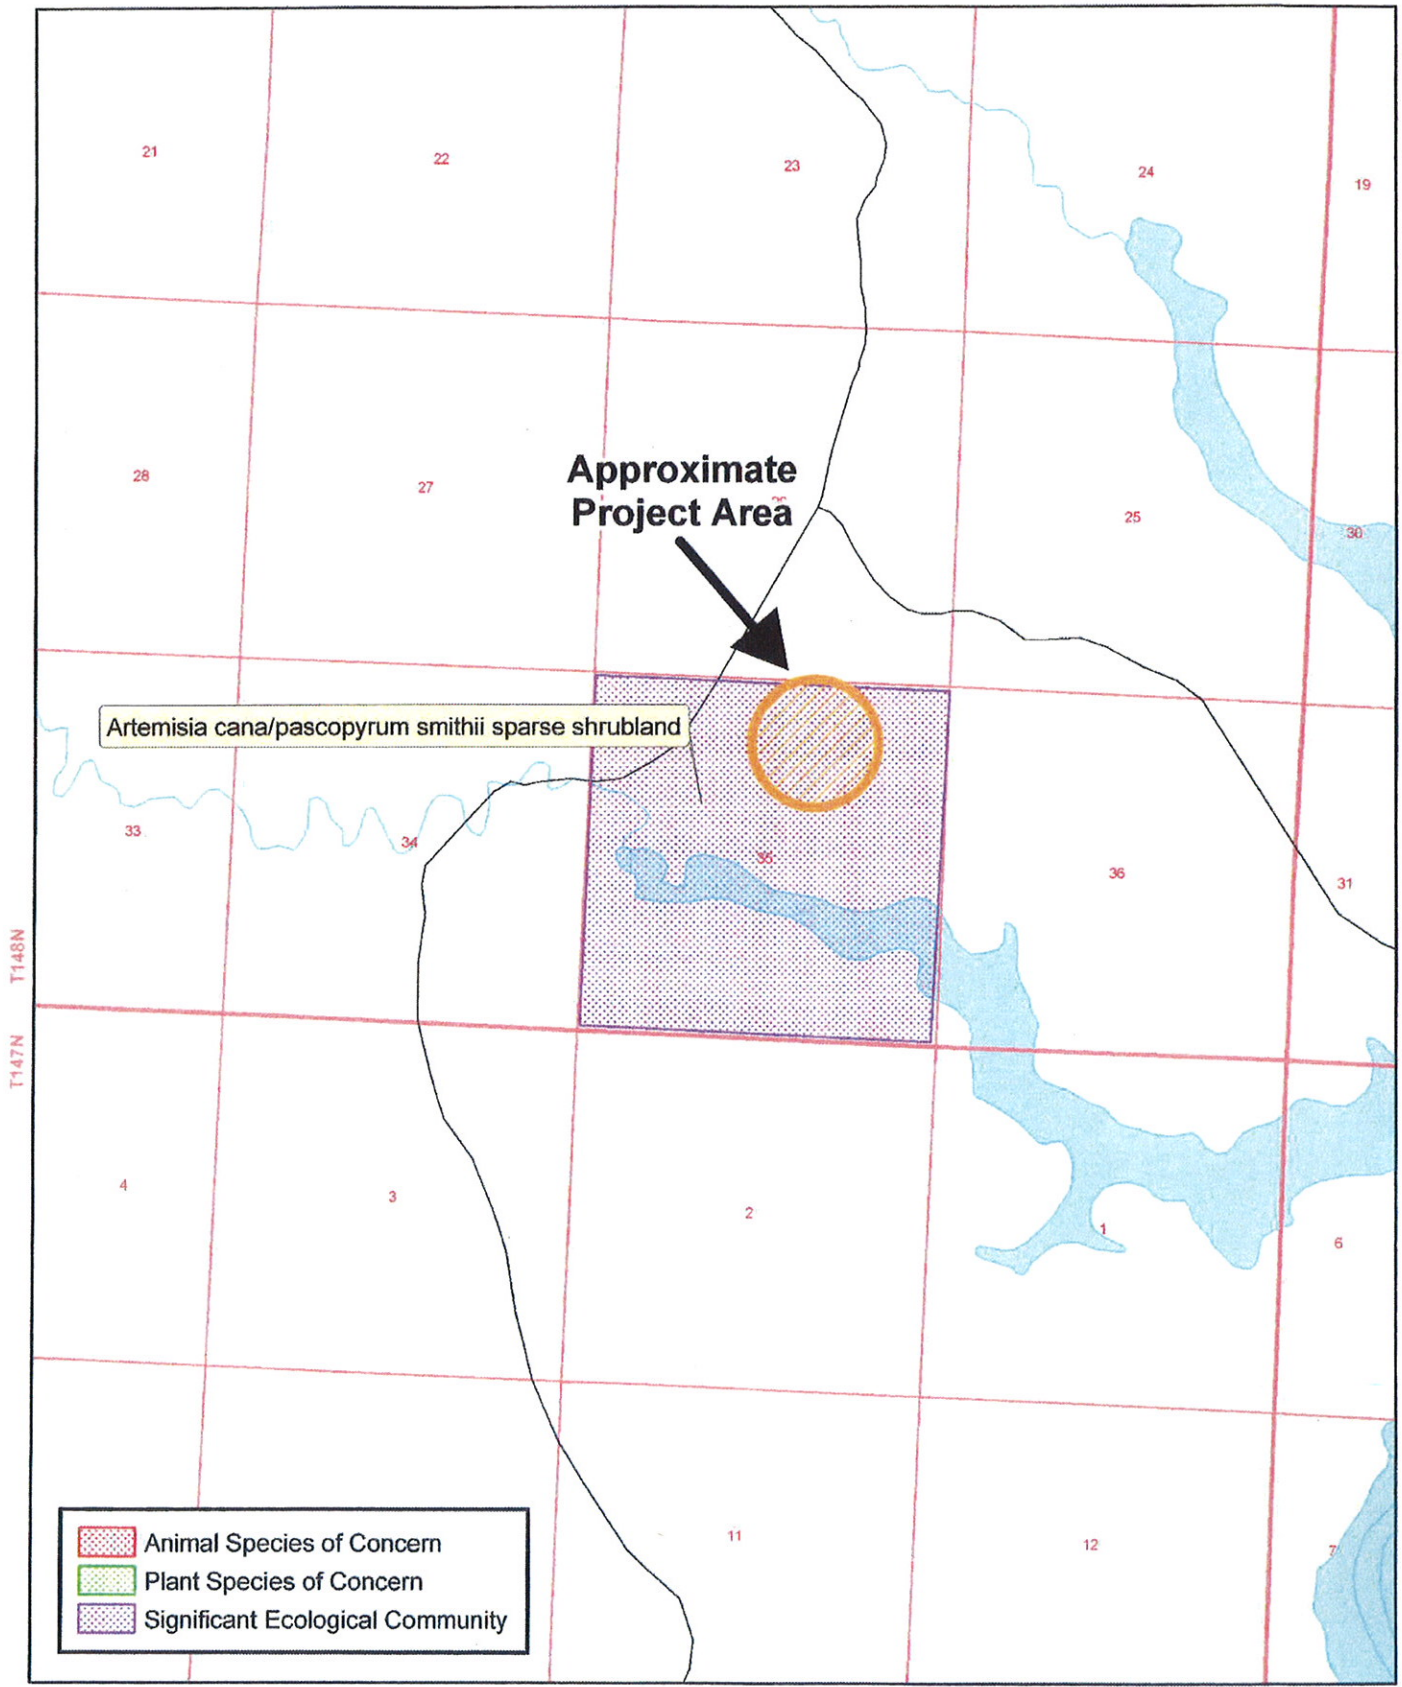 21
22
23
24
19
28
27
Approximate
Project Area
25
30
Artemisia cana/pascopyrum smithii sparse shrubland
33
34
35
36
31
T148N
T147N
4
3
2
1
6
11
12
7
Animal Species of Concern
Plant Species of Concern
Significant Ecological Community